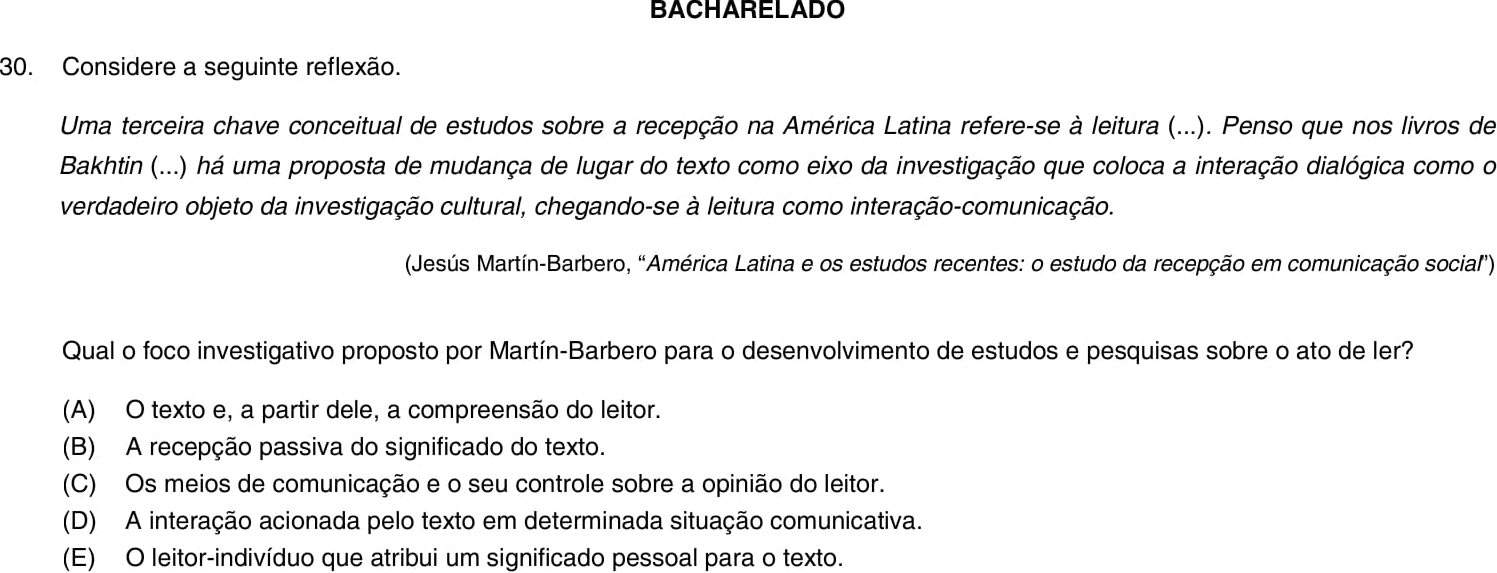 BACHARELADO
30. Considere a seguinte reflexão.
Uma terceira chave conceitual de estudos sobre a recepção na América Latina refere-se à leitura (...). Penso que nos livros de
Bakhtin (...) há uma proposta de mudança de lugar do texto como eixo da investigação que coloca a interação dialógica como o
verdadeiro objeto da investigação cultural, chegando-se à leitura como interação-comunicação.
(Jesús Martín-Barbero, “América Latina e os estudos recentes: o estudo da recepção em comunicação social”)
Qual o foco investigativo proposto por Martín-Barbero para o desenvolvimento de estudos e pesquisas sobre o ato de ler?
(A) O texto e, a partir dele, a compreensão do leitor.
(B) A recepção passiva do significado do texto.
(C) Os meios de comunicação e o seu controle sobre a opinião do leitor.
(D) A interação acionada pelo texto em determinada situação comunicativa.
(E) O leitor-indivíduo que atribui um significado pessoal para o texto.